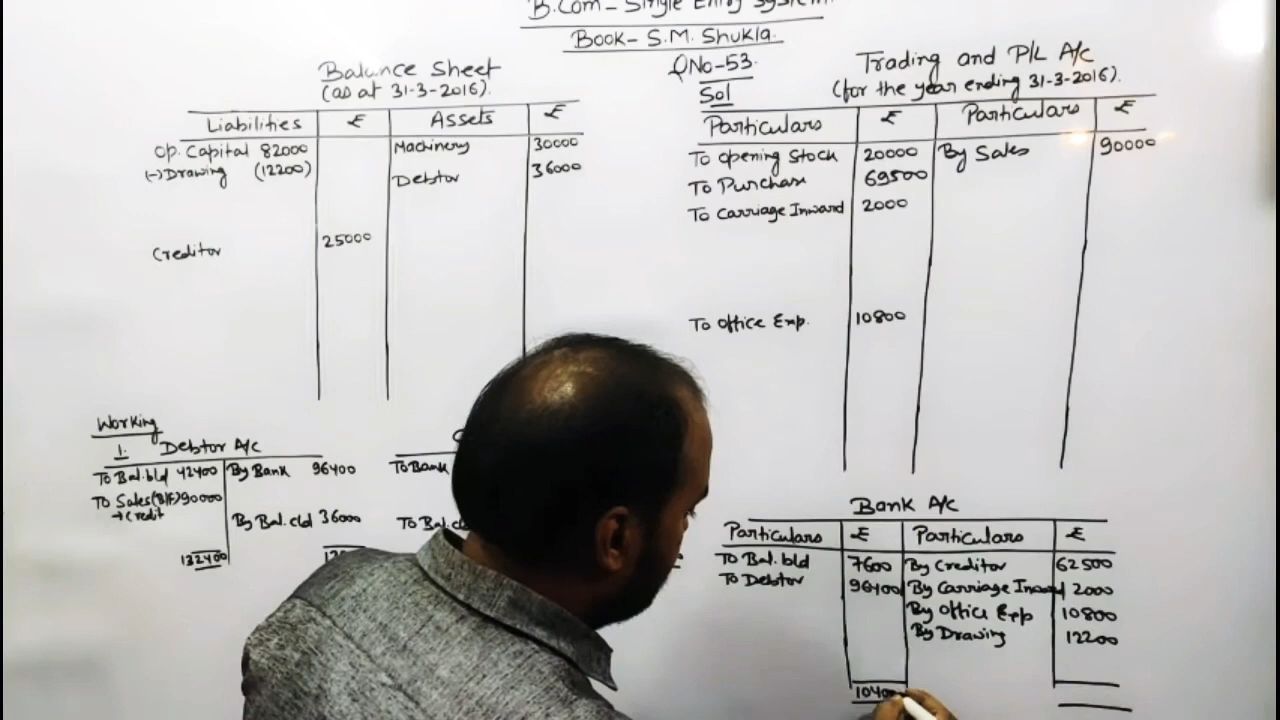 B.Com - Single Entry System
Book - S.M. Shukla
QNo-53.
Sol
Balance Sheet
(as at 31-3-2016).
Liabilities ₹ Assets ₹
Op. Capital 82000 Machinery 30000
(-) Drawing (12200) Debtor 36000
Creditor 25000
Trading and P/L A/c
(for the year ending 31-3-2016).
Particulars ₹ Particulars ₹
To opening Stock 20000 By Sales 90000
To Purchase 69500
To Carriage Inward 2000
To Office Exp. 10800
Working
1. Debtor A/c
To Bal. b/d 42400 By Bank 96400
To Sales (B/F) 90000
→ Credit
By Bal. c/d 36000
132400
To Bank
Bank A/c
Particulars ₹ Particulars ₹
To Bal. b/d 7600 By Creditor 62500
To Debtor 96400 By Carriage Inward 2000
By Office Exp 10800
By Drawing 12200